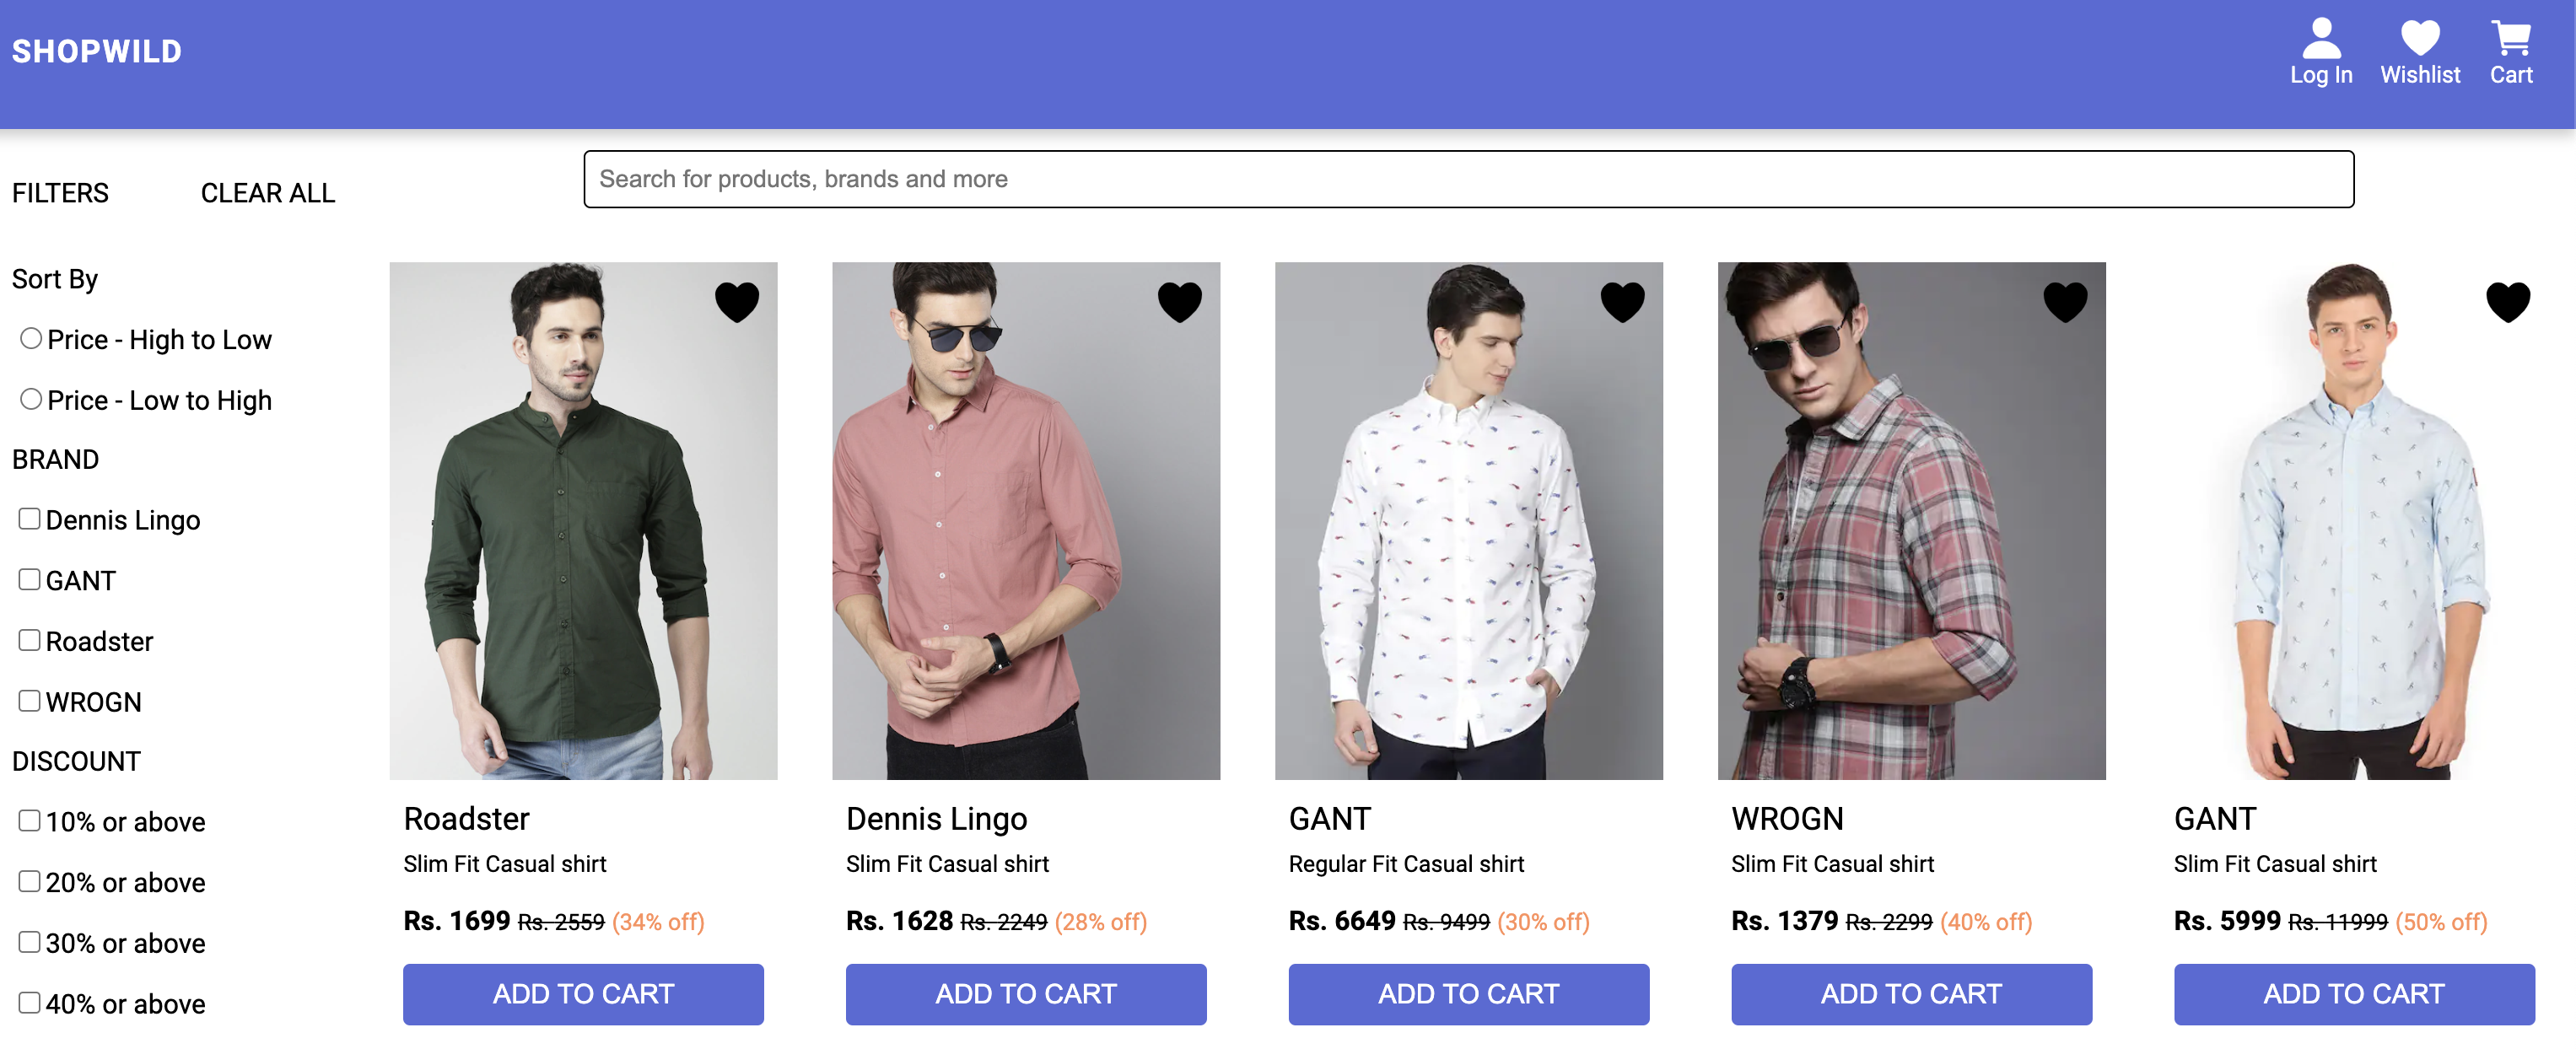 SHOPWILD
Log In
Wishlist
Cart
FILTERS
CLEAR ALL
Search for products, brands and more
Sort By
Price - High to Low
Price - Low to High
BRAND
Dennis Lingo
GANT
Roadster
WROGN
DISCOUNT
10% or above
20% or above
30% or above
40% or above
Roadster
Slim Fit Casual shirt
Rs. 1699 Rs. 2559 (34% off)
ADD TO CART
Dennis Lingo
Slim Fit Casual shirt
Rs. 1628 Rs. 2249 (28% off)
ADD TO CART
GANT
Regular Fit Casual shirt
Rs. 6649 Rs. 9499 (30% off)
ADD TO CART
WROGN
Slim Fit Casual shirt
Rs. 1379 Rs. 2299 (40% off)
ADD TO CART
GANT
Slim Fit Casual shirt
Rs. 5999 Rs. 11999 (50% off)
ADD TO CART